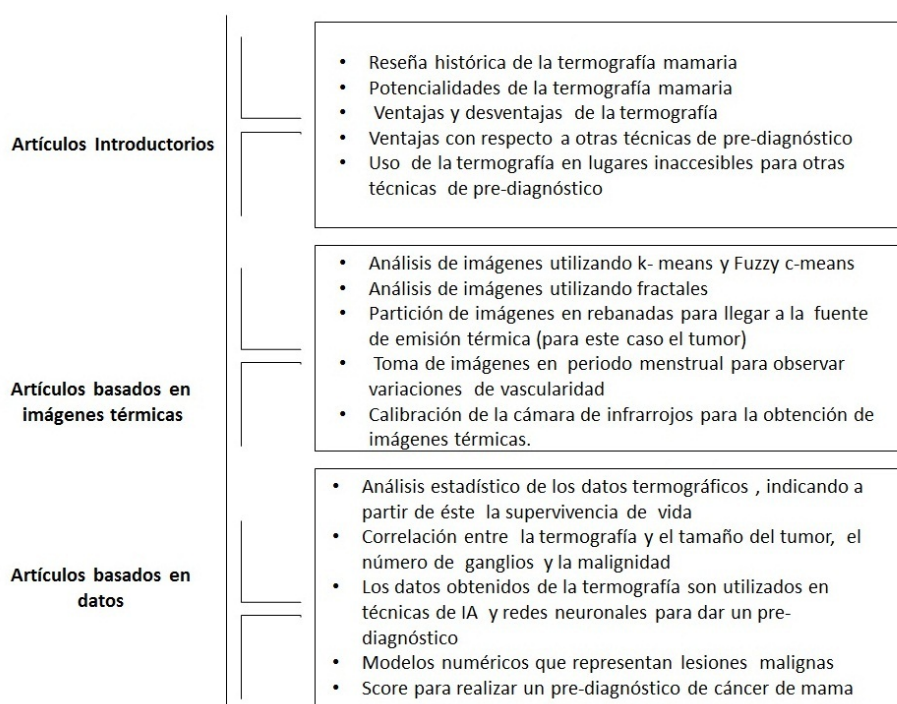 Artículos Introductorios
• Reseña histórica de la termografía mamaria
• Potencialidades de la termografía mamaria
• Ventajas y desventajas de la termografía
• Ventajas con respecto a otras técnicas de pre-diagnóstico
• Uso de la termografía en lugares inaccesibles para otras
técnicas de pre-diagnóstico
Artículos basados en
imágenes térmicas
• Análisis de imágenes utilizando k- means y Fuzzy c-means
• Análisis de imágenes utilizando fractales
• Partición de imágenes en rebanadas para llegar a la fuente
de emisión térmica (para este caso el tumor)
• Toma de imágenes en periodo menstrual para observar
variaciones de vascularidad
• Calibración de la cámara de infrarrojos para la obtención de
imágenes térmicas.
Artículos basados en
datos
• Análisis estadístico de los datos termográficos , indicando a
partir de éste la supervivencia de vida
• Correlación entre la termografía y el tamaño del tumor, el
número de ganglios y la malignidad
• Los datos obtenidos de la termografía son utilizados en
técnicas de IA y redes neuronales para dar un pre-
diagnóstico
• Modelos numéricos que representan lesiones malignas
• Score para realizar un pre-diagnóstico de cáncer de mama